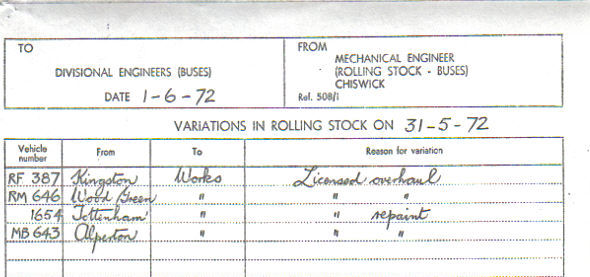 TO
DIVISIONAL ENGINEERS (BUSES)
DATE 1-6-72
FROM
MECHANICAL ENGINEER
(ROLLING STOCK - BUSES)
CHISWICK
Ref. 508/1
VARIATIONS IN ROLLING STOCK ON 31-5-72
Vehicle number From To Reason for variation
RF 387 Kingston Works Licensed overhaul
RM 646 Wood Green " " "
1654 Tottenham " " repaint
MB 643 Alperton " " "